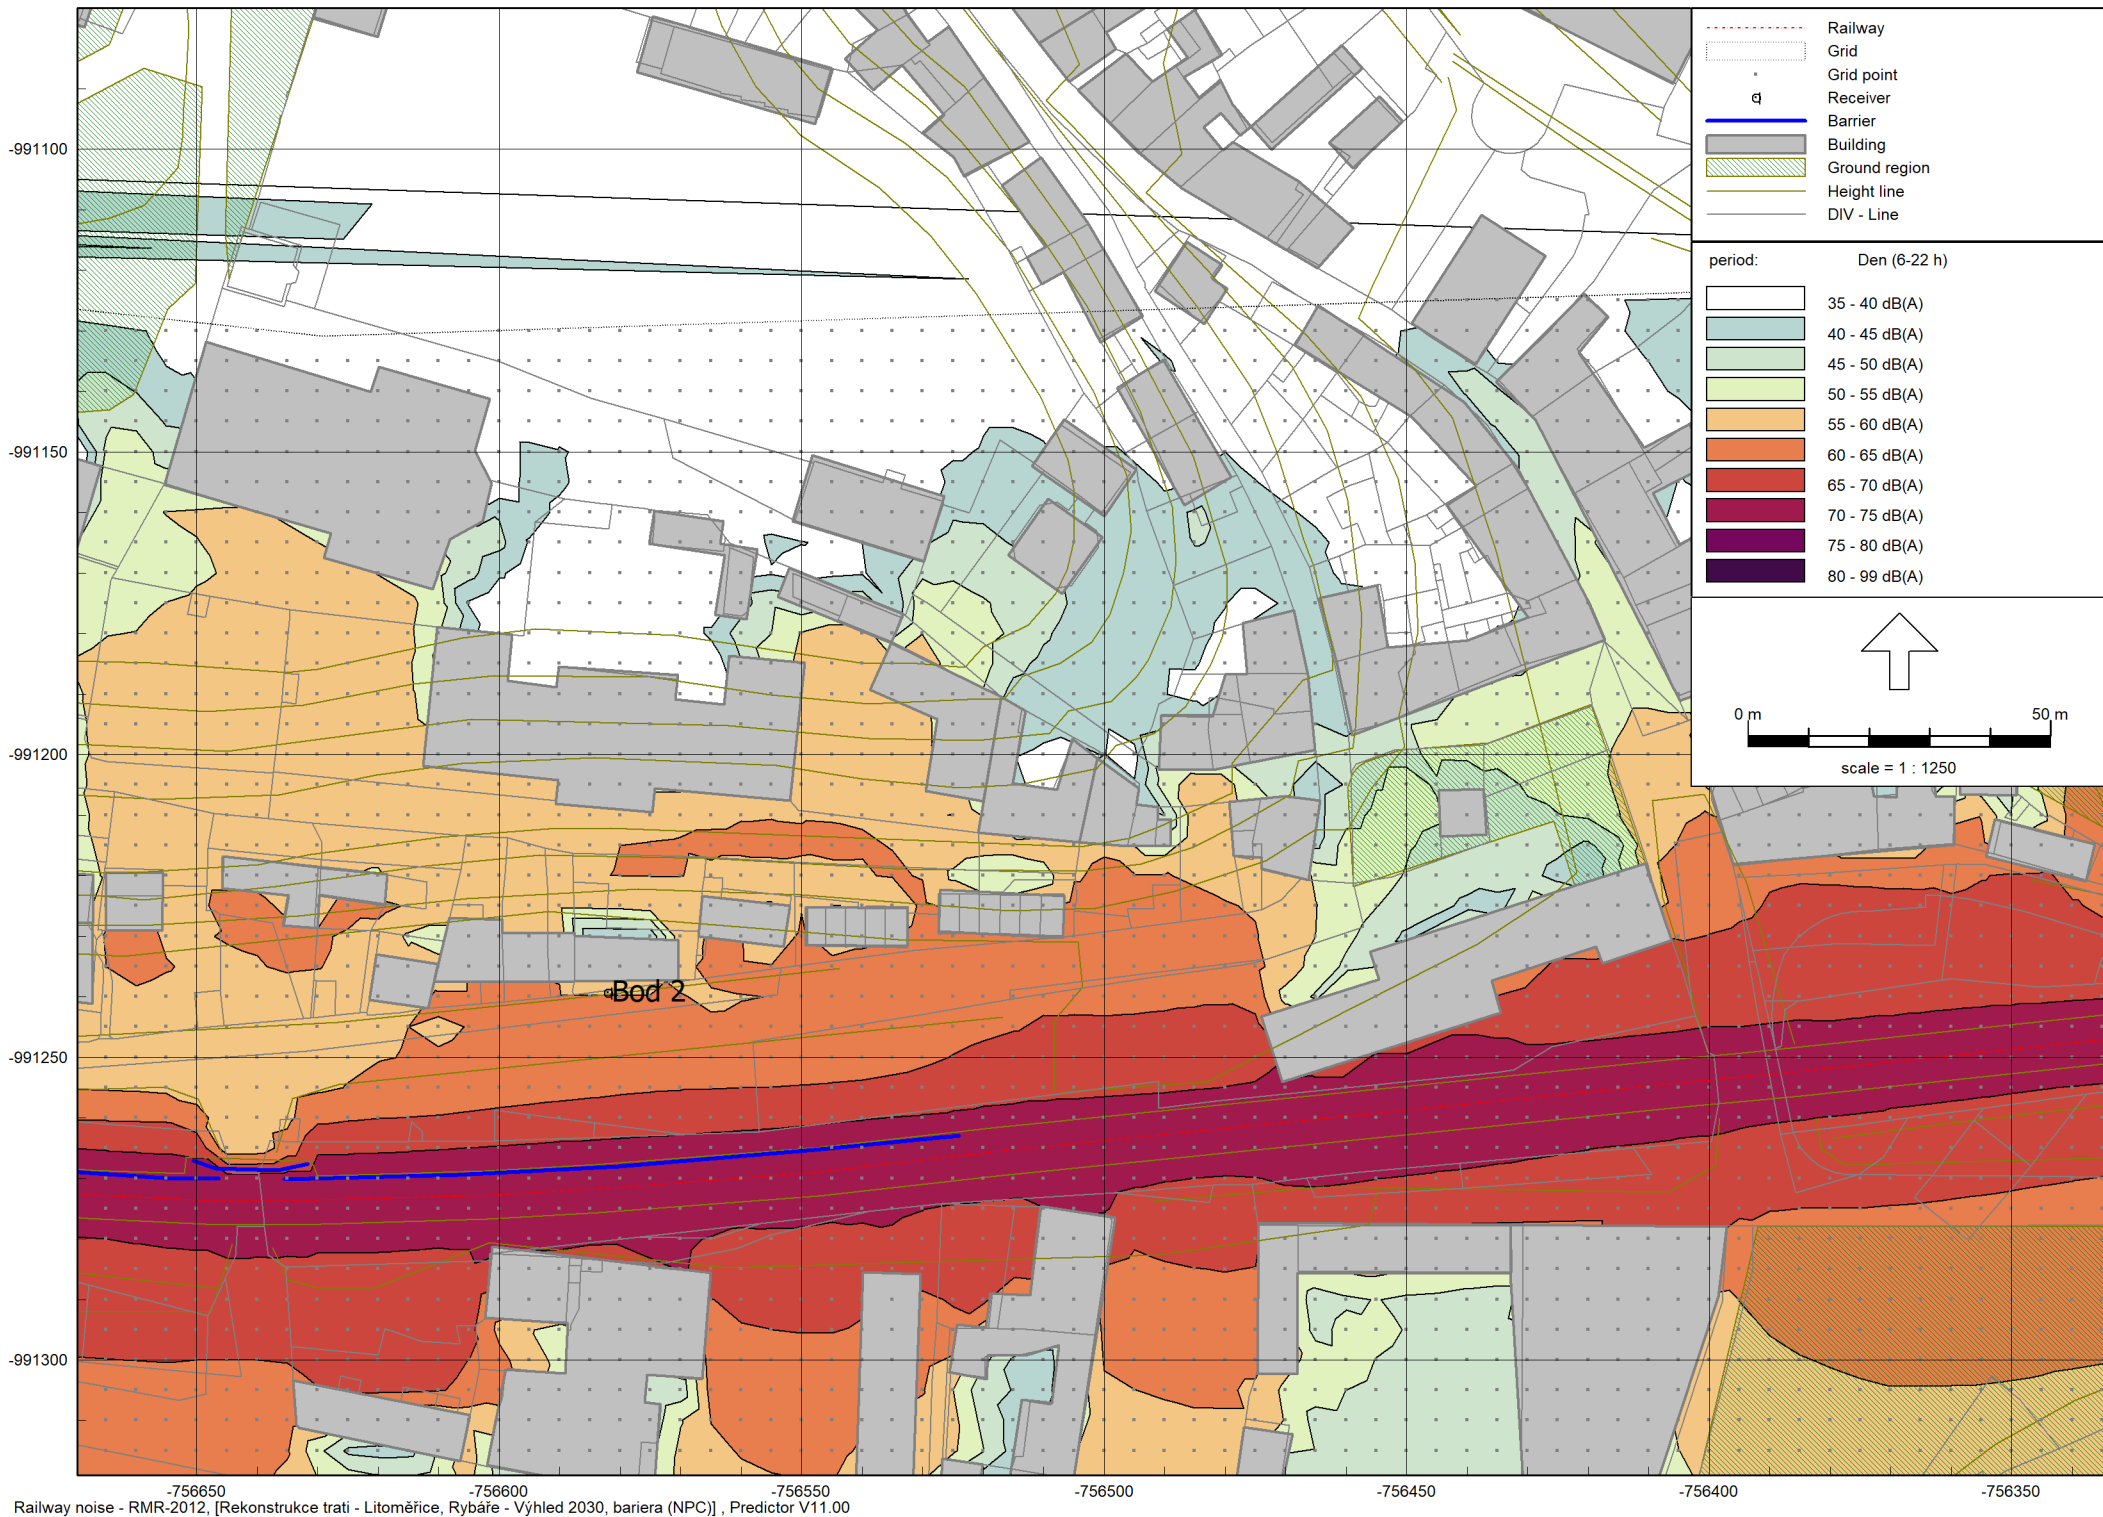 Railway
Grid
Grid point
Receiver
Barrier
Building
Ground region
Height line
DIV - Line
period: Den (6-22 h)
35 - 40 dB(A)
40 - 45 dB(A)
45 - 50 dB(A)
50 - 55 dB(A)
55 - 60 dB(A)
60 - 65 dB(A)
65 - 70 dB(A)
70 - 75 dB(A)
75 - 80 dB(A)
80 - 99 dB(A)
0 m 50 m
scale = 1 : 1250
-991100
-991150
-991200
-991250
-991300
Bod 2
-756650 -756600 -756550 -756500 -756450 -756400 -756350
Railway noise - RMR-2012, [Rekonstrukce trati - Litoměřice, Rybáře - Výhled 2030, bariera (NPC)] , Predictor V11.00